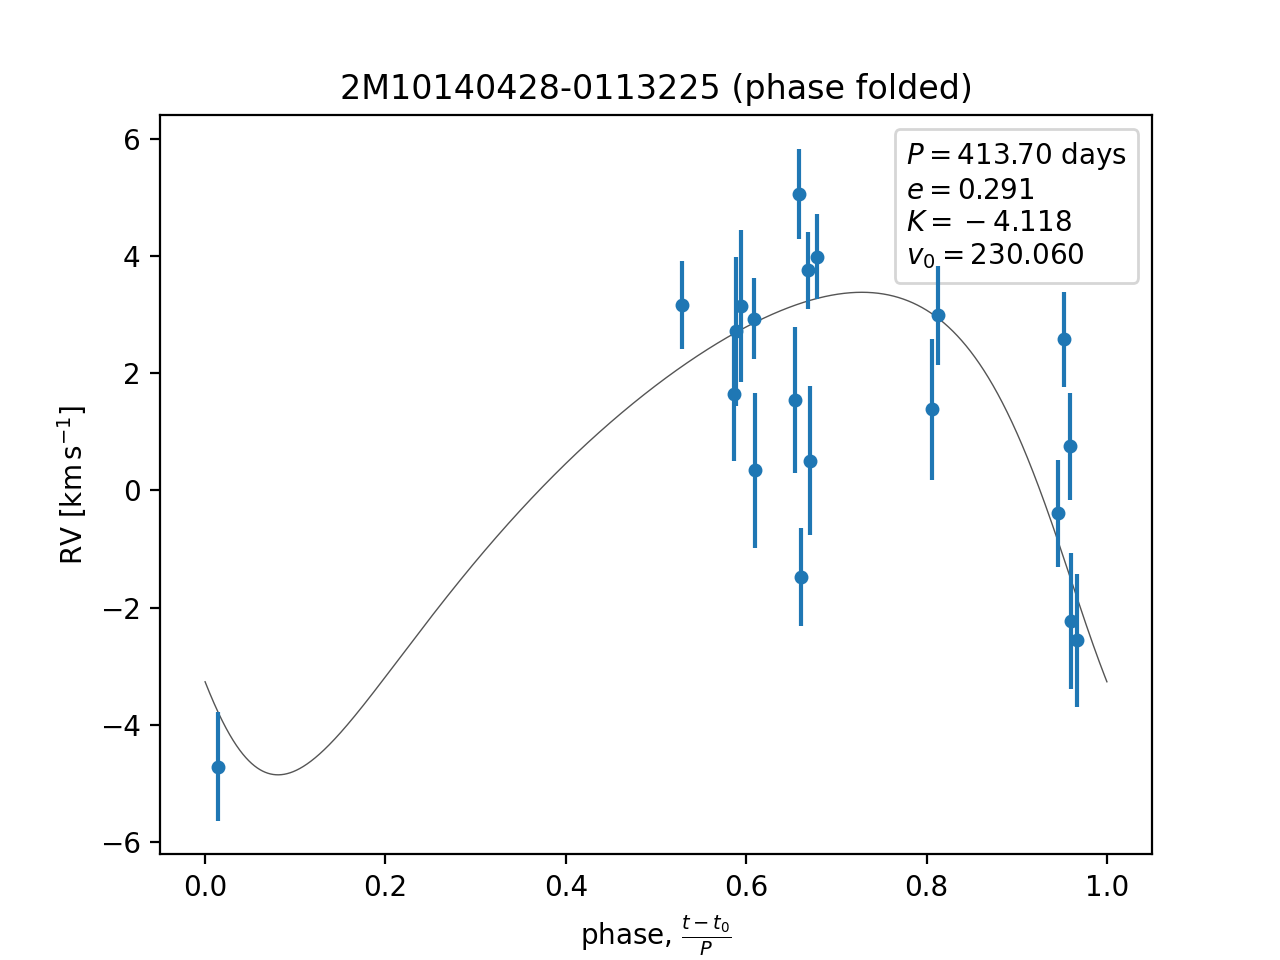 2M10140428-0113225 (phase folded)
P = 413.70 days
e = 0.291
K = −4.118
v₀ = 230.060
RV [km s⁻¹]
6
4
2
0
−2
−4
−6
0.0 0.2 0.4 0.6 0.8 1.0
phase, (t − t₀)/P